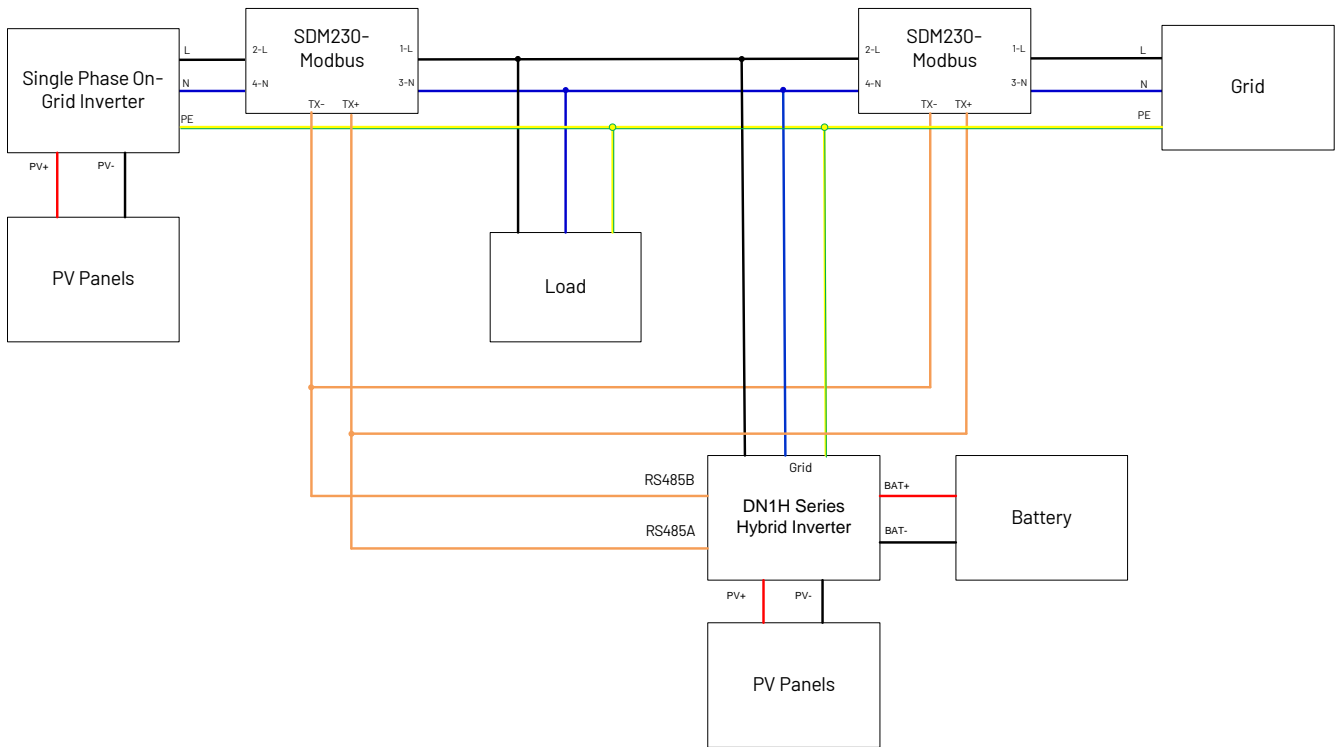 SDM230-
Modbus
2-L
1-L
4-N
3-N
TX-
TX+
SDM230-
Modbus
2-L
1-L
4-N
3-N
TX-
TX+
Single Phase On-
Grid Inverter
L
N
PE
L
N
PE
Grid
PV+
PV-
PV Panels
Load
RS485B
RS485A
Grid
DN1H Series
Hybrid Inverter
BAT+
BAT-
Battery
PV+
PV-
PV Panels